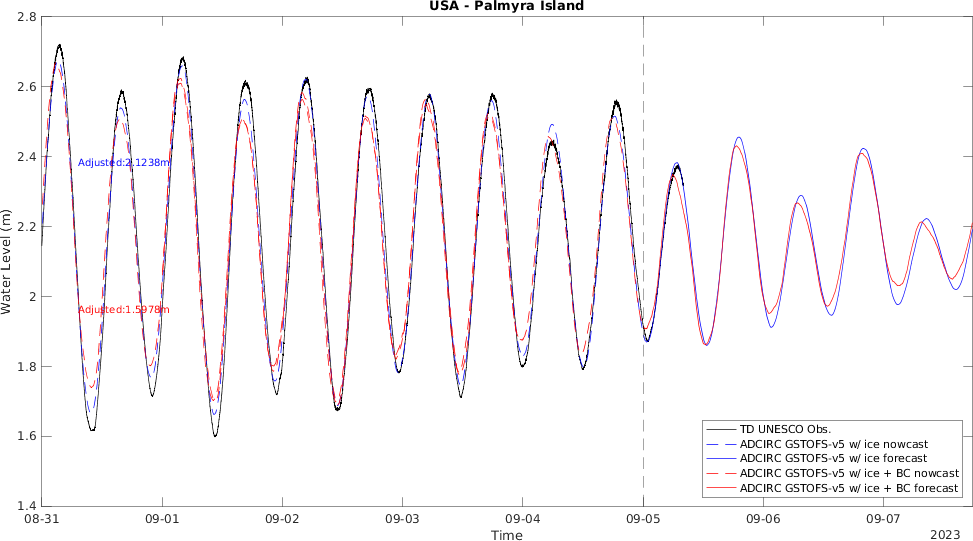 USA - Palmyra Island
2.8
2.6
2.4
2.2
2
1.8
1.6
1.4
Water Level (m)
Adjusted:2.1238m
Adjusted:1.5978m
TD UNESCO Obs.
ADCIRC GSTOFS-v5 w/ ice nowcast
ADCIRC GSTOFS-v5 w/ ice forecast
ADCIRC GSTOFS-v5 w/ ice + BC nowcast
ADCIRC GSTOFS-v5 w/ ice + BC forecast
08-31 09-01 09-02 09-03 09-04 09-05 09-06 09-07
Time
2023